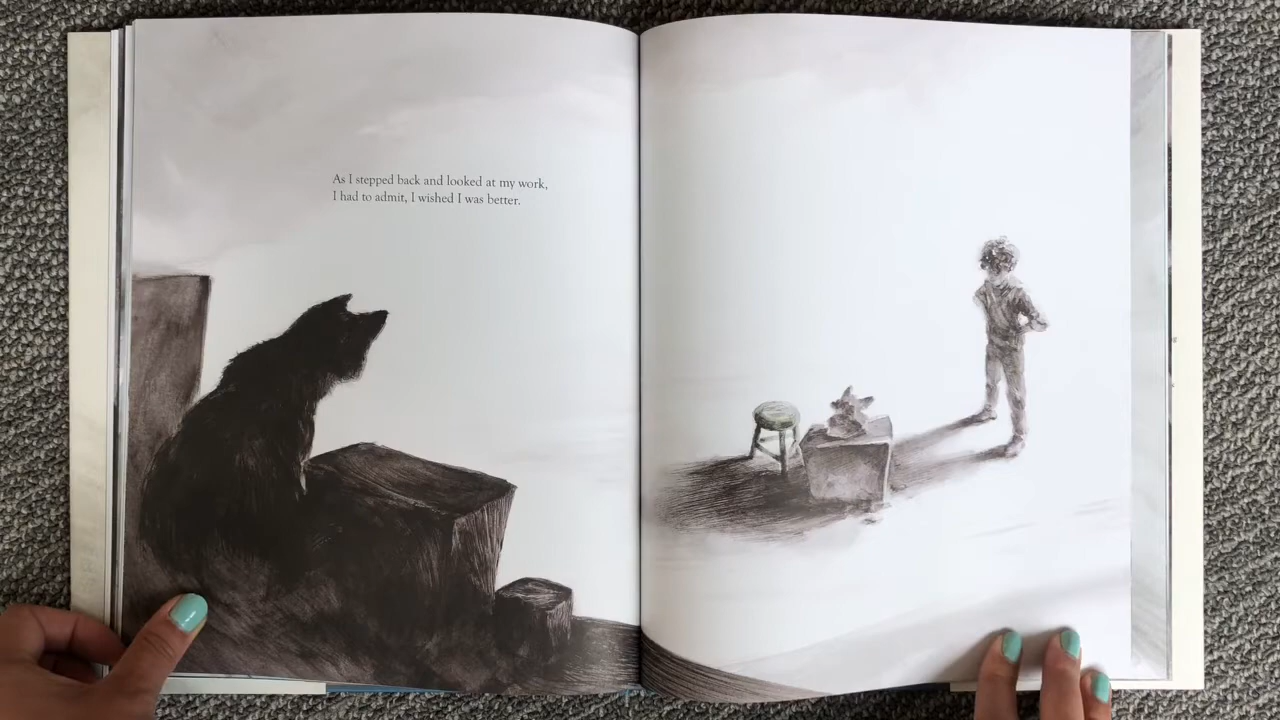 As I stepped back and looked at my work,
I had to admit, I wished I was better.